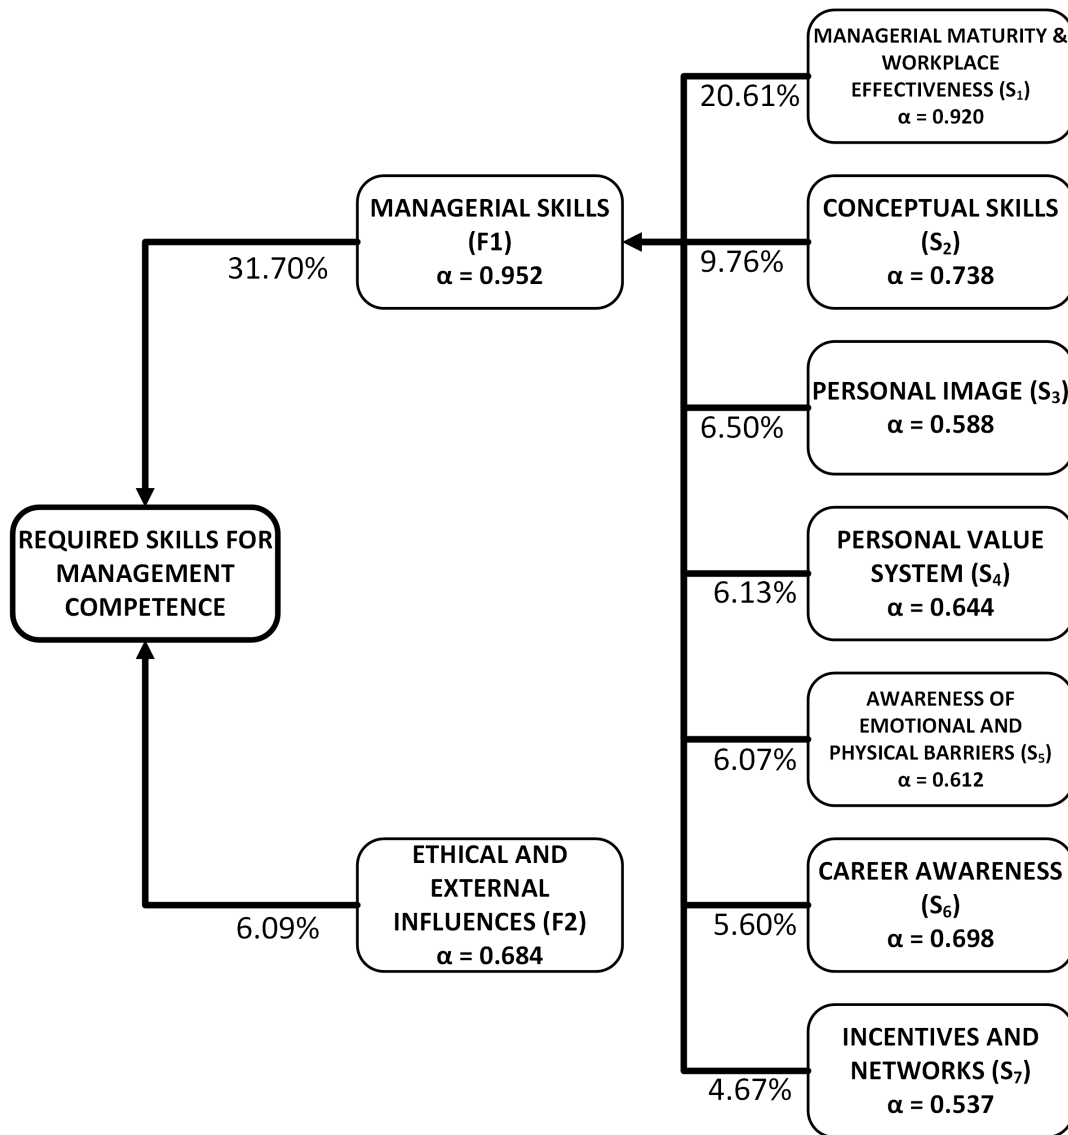 MANAGERIAL MATURITY &
WORKPLACE
EFFECTIVENESS (S₁)
α = 0.920
20.61%
MANAGERIAL SKILLS
(F1)
α = 0.952
CONCEPTUAL SKILLS
(S₂)
α = 0.738
31.70%
9.76%
PERSONAL IMAGE (S₃)
α = 0.588
6.50%
REQUIRED SKILLS FOR
MANAGEMENT
COMPETENCE
PERSONAL VALUE
SYSTEM (S₄)
α = 0.644
6.13%
AWARENESS OF
EMOTIONAL AND
PHYSICAL BARRIERS (S₅)
α = 0.612
6.07%
ETHICAL AND
EXTERNAL
INFLUENCES (F2)
α = 0.684
6.09%
CAREER AWARENESS
(S₆)
α = 0.698
5.60%
INCENTIVES AND
NETWORKS (S₇)
α = 0.537
4.67%